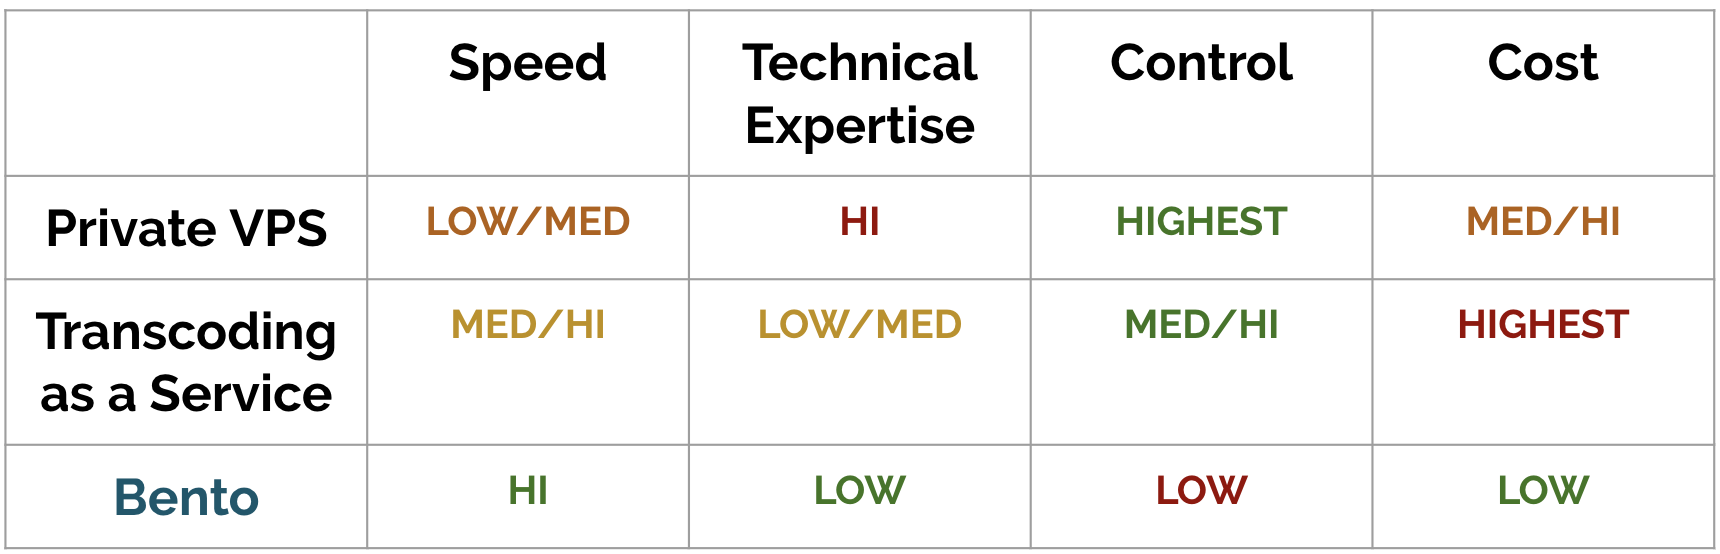 Speed
Technical
Expertise
Control
Cost
Private VPS
LOW/MED
HI
HIGHEST
MED/HI
Transcoding
as a Service
MED/HI
LOW/MED
MED/HI
HIGHEST
Bento
HI
LOW
LOW
LOW